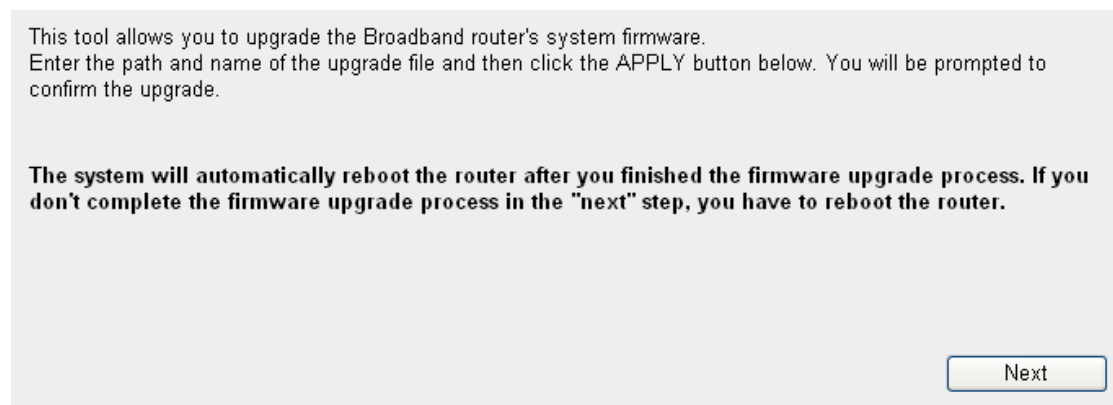 This tool allows you to upgrade the Broadband router's system firmware.
Enter the path and name of the upgrade file and then click the APPLY button below. You will be prompted to
confirm the upgrade.
The system will automatically reboot the router after you finished the firmware upgrade process. If you
don't complete the firmware upgrade process in the "next" step, you have to reboot the router.
Next